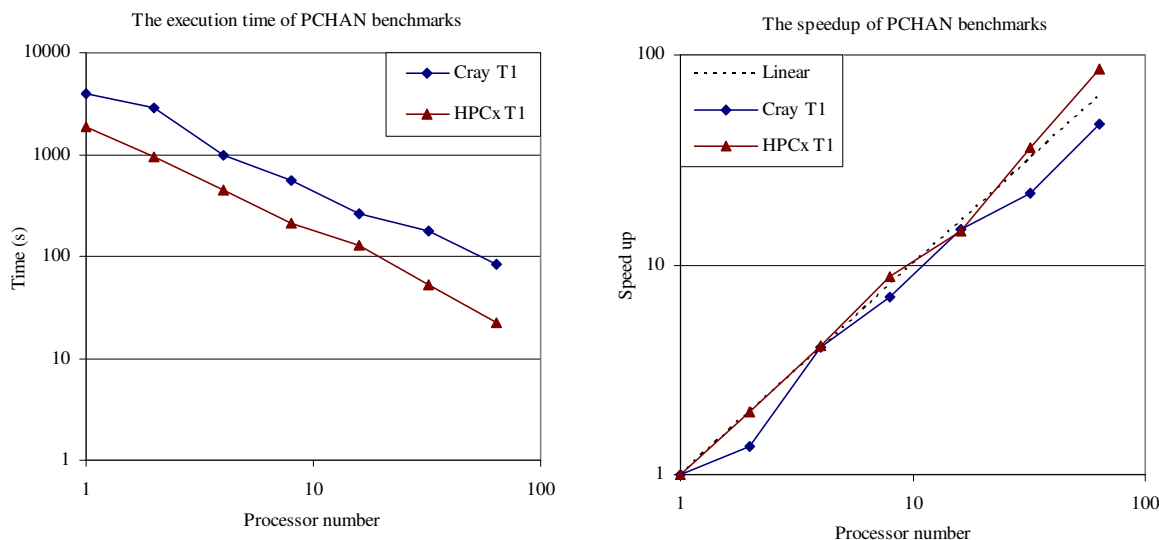 The execution time of PCHAN benchmarks
10000
1000
100
10
1
Time (s)
Cray T1
HPCx T1
1
10
100
Processor number
The speedup of PCHAN benchmarks
100
10
1
Speed up
Linear
Cray T1
HPCx T1
1
10
100
Processor number